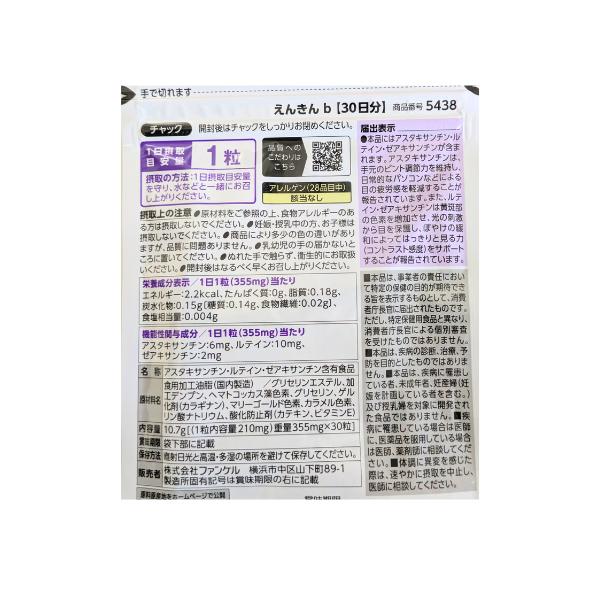 手で切れます
えんきん b【30日分】 商品番号 5438
チャック 開封後はチャックをしっかりお閉めください。
1日摂取目安量 1粒
摂取の方法:1日摂取目安量
を守り、水などと一緒にお召
し上がりください。
品質への
こだわりは
こちら
アレルゲン(28品目中)
該当なし
摂取上の注意 ●原材料をご参照の上、食物アレルギーのあ
る方は摂取しないでください。●妊娠・授乳中の方、お子様は
摂取しないでください。●商品により多少の色の違いがあり
ますが、品質に問題ありません。●乳幼児の手の届かないと
ころに置いてください。●ぬれた手で触らず、衛生的にお取扱
いください。●開封後はなるべく早くお召し上がりください。
栄養成分表示/1日1粒(355mg)当たり
エネルギー:2.2kcal、たんぱく質:0g、脂質:0.18g、
炭水化物:0.15g(糖質:0.14g、食物繊維:0.02g)、
食塩相当量:0.004g
機能性関与成分/1日1粒(355mg)当たり
アスタキサンチン:6mg、ルテイン:10mg、
ゼアキサンチン:2mg
名 称 アスタキサンチン・ルテイン・ゼアキサンチン含有食品
原材料名 食用加工油脂(国内製造)/グリセリンエステル、加
工デンプン、ヘマトコッカス藻色素、グリセリン、ゲル
化剤(カラギナン)、マリーゴールド色素、カラメル色素、
リン酸ナトリウム、酸化防止剤(カテキン、ビタミンE)
内容量 10.7g[(1粒内容量210mg)重量355mg×30粒]
賞味期限 袋下部に記載
保存方法 直射日光と高温・多湿の場所を避けて保存してください。
販売者 株式会社ファンケル 横浜市中区山下町89-1
製造所固有記号は賞味期限の右に記載
原料原産地をホームページで公開
賞味期限
届出表示
●本品にはアスタキサンチン・ルテ
イン・ゼアキサンチンが含
まれます。アスタキサンチンは、
手元のピント調節力を維持し、
日常的なパソコンなどによる
目の疲労感を軽減することが
報告されています。また、ルテ
イン・ゼアキサンチンは黄斑部
の色素を増加させ、光の刺激
から目を保護し、ぼやけの緩
和によってはっきりと見る力
(コントラスト感度)をサポート
することが報告されています。
■本品は、事業者の責任におい
て特定の保健の目的が期待でき
る旨を表示するものとして、消費
者庁長官に届出されたものです。
ただし、特定保健用食品と異なり、
消費者庁長官による個別審査
を受けたものではありません。
■本品は、疾病の診断、治療、予
防を目的としたものではありま
せん。■本品は、疾病に罹患して
いる者、未成年者、妊産婦(妊
娠を計画している者を含む。)
及び授乳婦を対象に開発された
食品ではありません。■疾
病に罹患している場合は医師
に、医薬品を服用している場合
は医師、薬剤師に相談してくだ
さい。■体調に異変を感じた
際は、速やかに摂取を中止し、
医師に相談してください。